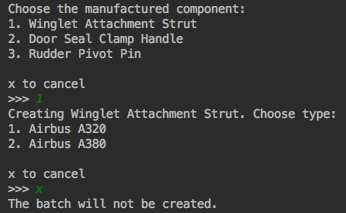 Choose the manufactured component:
1. Winglet Attachment Strut
2. Door Seal Clamp Handle
3. Rudder Pivot Pin
x to cancel
>>> 1
Creating Winglet Attachment Strut. Choose type:
1. Airbus A320
2. Airbus A380
x to cancel
>>> x
The batch will not be created.